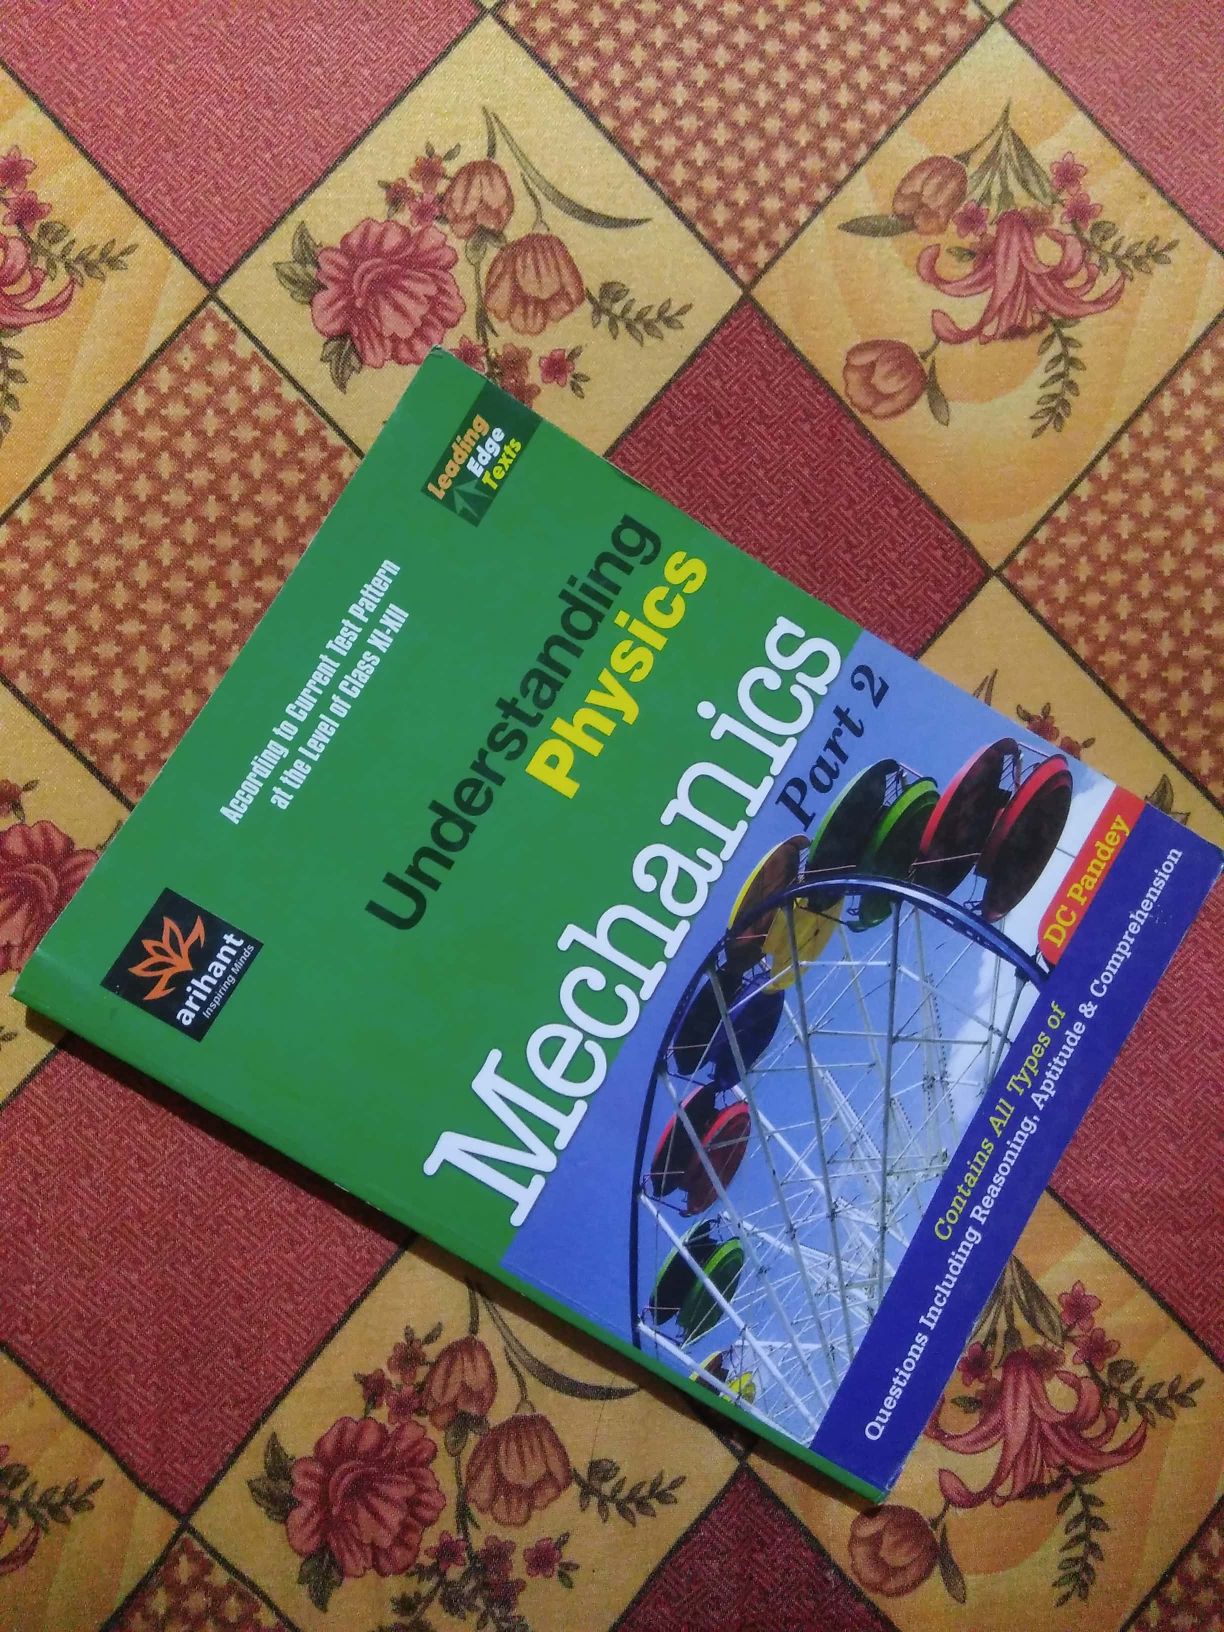 According to Current Test Pattern
at the Level of Class XI-XII
Leading
Edge
Texts
arihant
Inspiring Minds
Understanding
Physics
Mechanics
Part 2
DC Pandey
Contains All Types of
Questions Including Reasoning, Aptitude & Comprehension